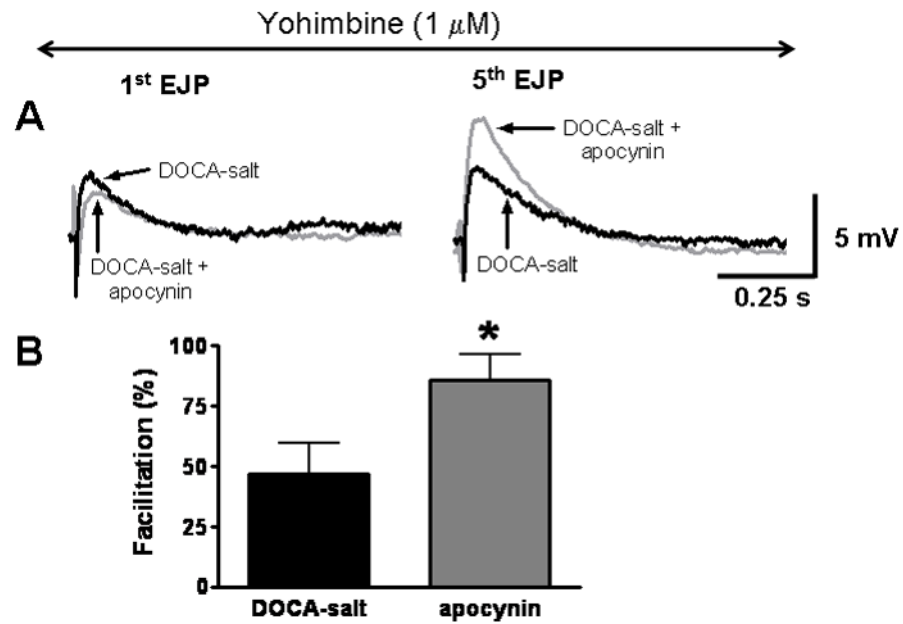 Yohimbine (1 μM)
1st EJP
5th EJP
A
DOCA-salt
DOCA-salt +
apocynin
DOCA-salt +
apocynin
DOCA-salt
5 mV
0.25 s
B
*
Facilitation (%)
100
75
50
25
0
DOCA-salt
apocynin